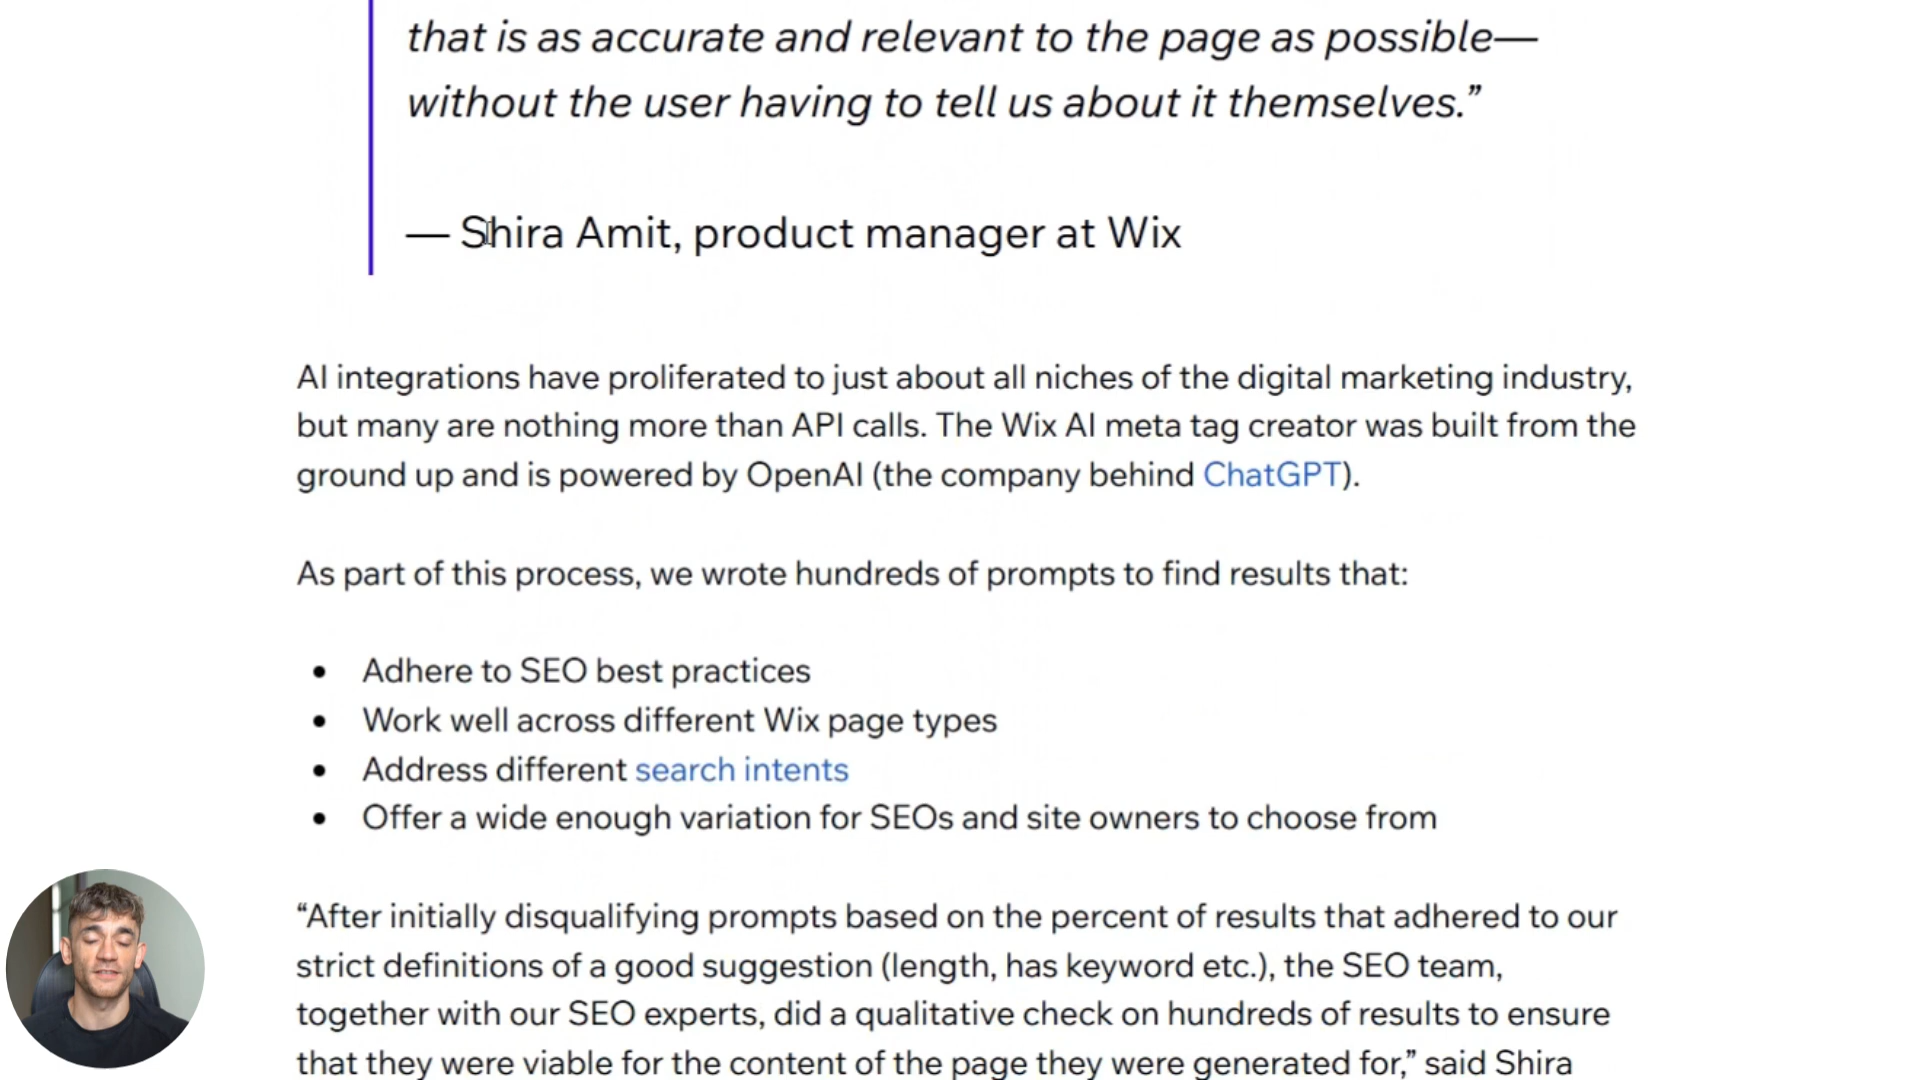 that is as accurate and relevant to the page as possible—
without the user having to tell us about it themselves.”
— Shira Amit, product manager at Wix
AI integrations have proliferated to just about all niches of the digital marketing industry,
but many are nothing more than API calls. The Wix AI meta tag creator was built from the
ground up and is powered by OpenAI (the company behind ChatGPT).
As part of this process, we wrote hundreds of prompts to find results that:
• Adhere to SEO best practices
• Work well across different Wix page types
• Address different search intents
• Offer a wide enough variation for SEOs and site owners to choose from
“After initially disqualifying prompts based on the percent of results that adhered to our
strict definitions of a good suggestion (length, has keyword etc.), the SEO team,
together with our SEO experts, did a qualitative check on hundreds of results to ensure
that they were viable for the content of the page they were generated for,” said Shira